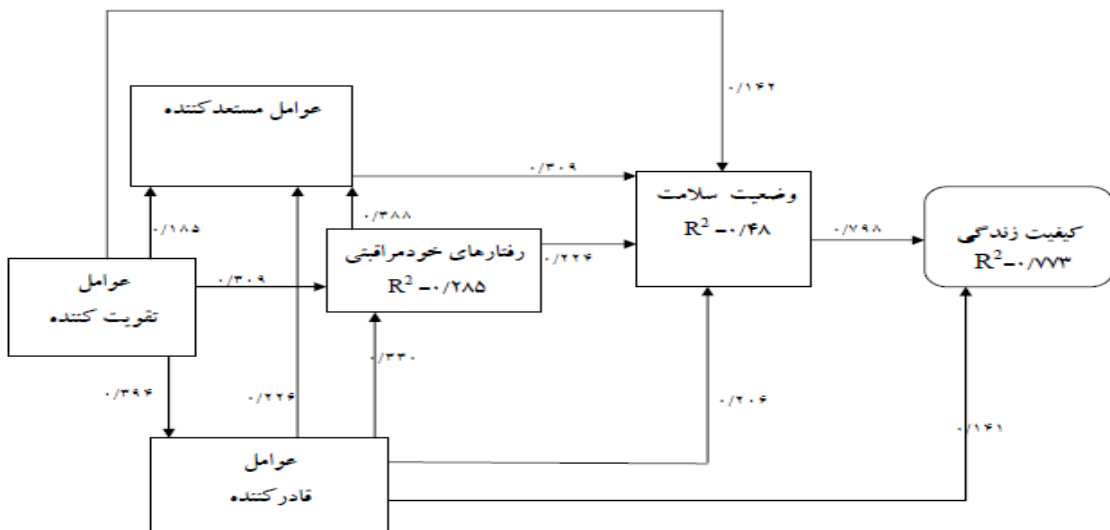 ۰/۱۴۲
عوامل مستعدکننده
۰/۳۰۹
وضعیت سلامت
R² =۰/۴۸
۰/۷۹۸
کیفیت زندگی
R²=۰/۷۷۳
۰/۳۸۸
۰/۱۸۵
رفتارهای خودمراقبتی
R² =۰/۲۸۵
۰/۲۲۴
عوامل
تقویت کننده
۰/۳۰۹
۰/۳۹۴
۰/۲۲۶
۰/۳۳۰
۰/۲۰۶
۰/۱۴۱
عوامل
قادرکننده